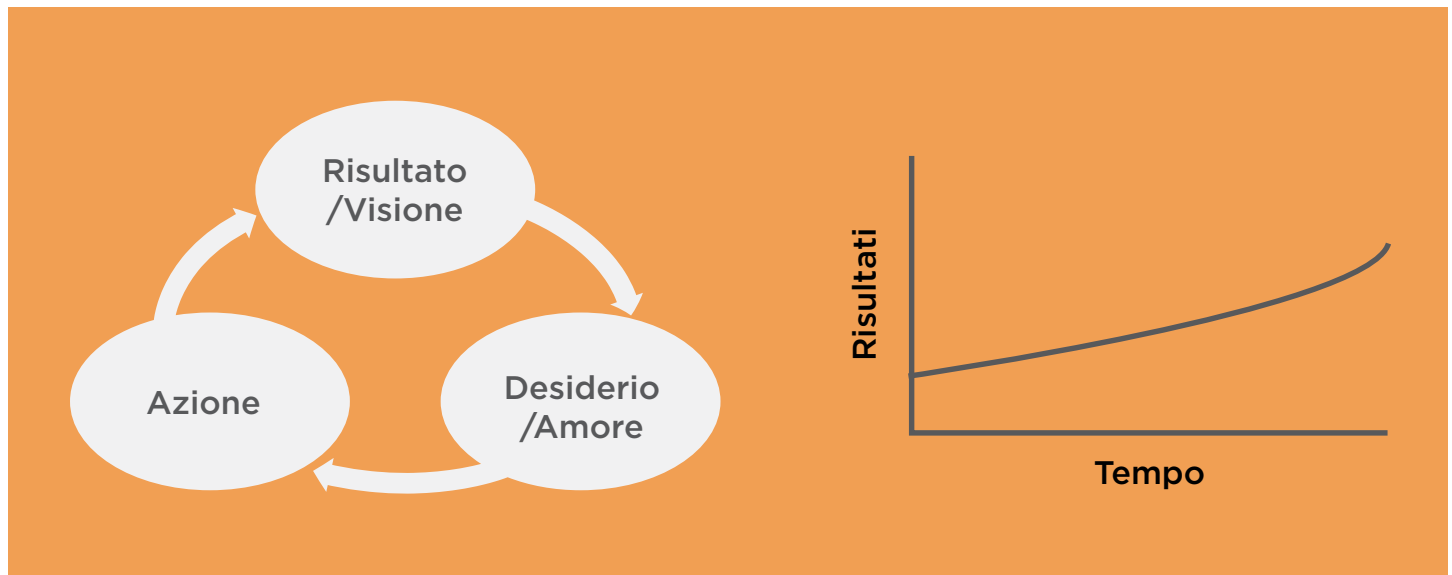 Risultato
/Visione
Azione
Desiderio
/Amore
Risultati
Tempo